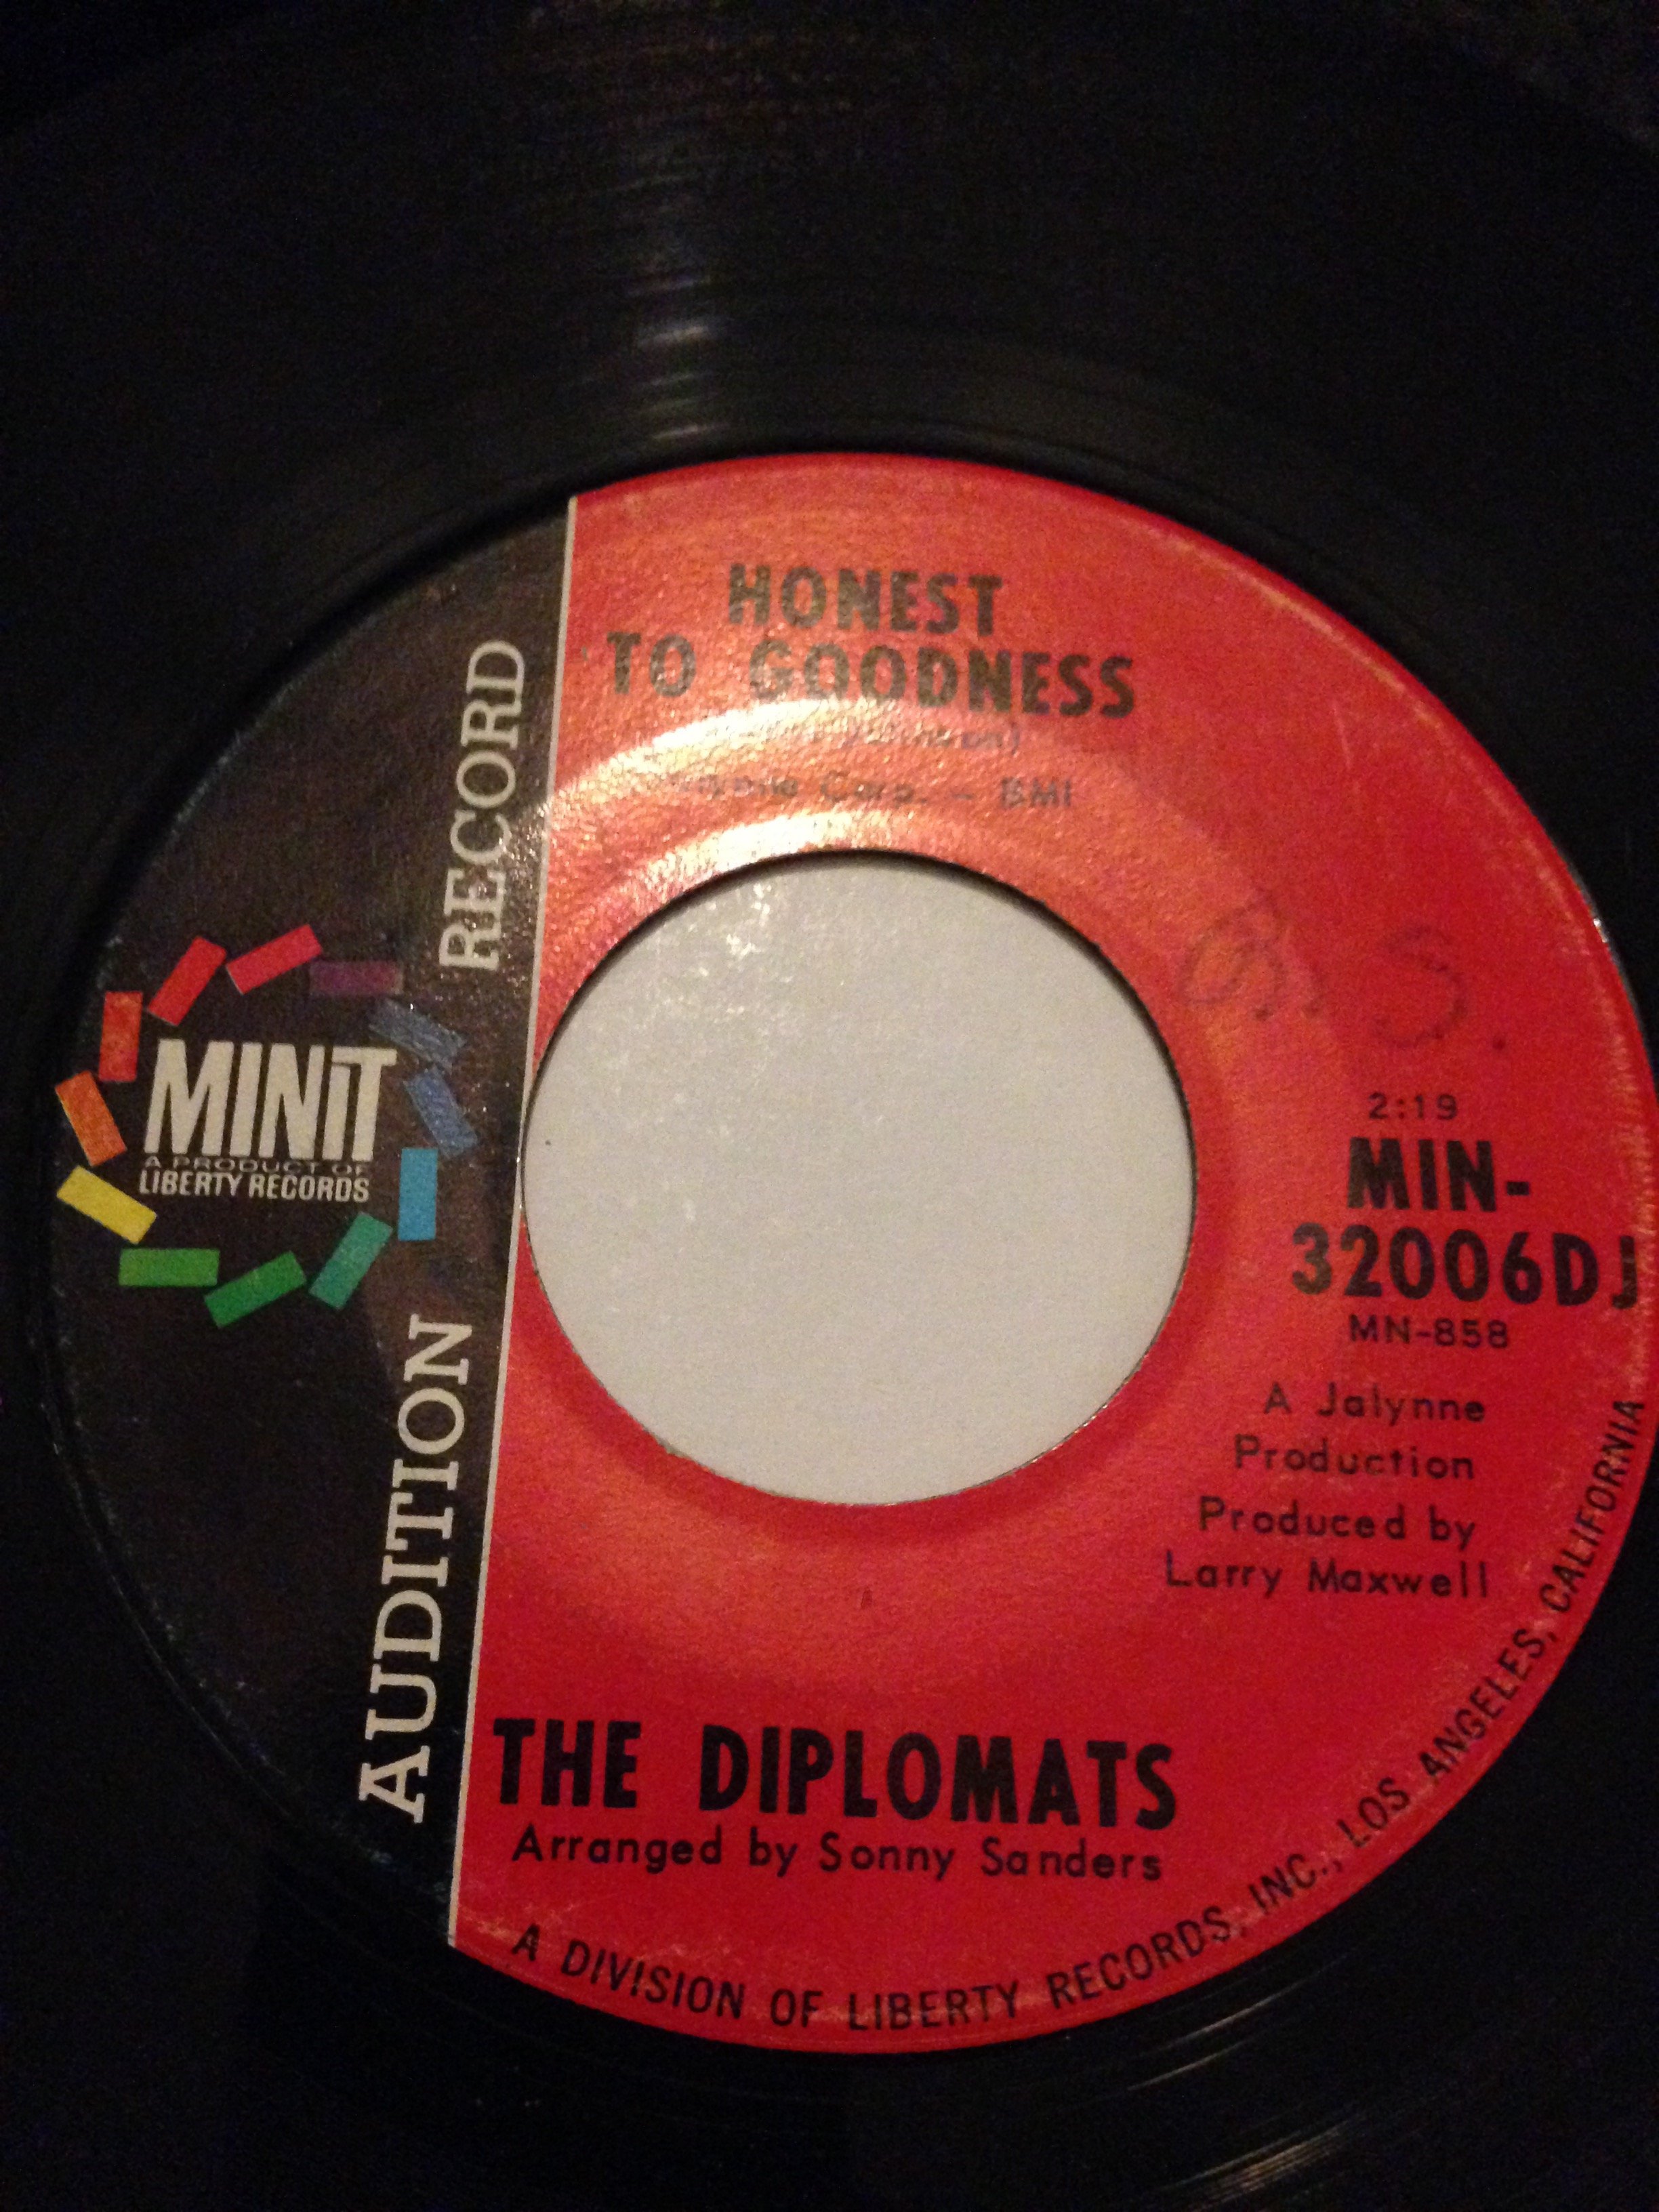 HONEST
TO GOODNESS
Corp. - BMI
RECORD
MINIT
A PRODUCT OF
LIBERTY RECORDS
AUDITION
2:19
MIN-
32006DJ
MN-858
A Jalynne
Production
Produced by
Larry Maxwell
THE DIPLOMATS
Arranged by Sonny Sanders
A DIVISION OF LIBERTY RECORDS, INC., LOS ANGELES, CALIFORNIA